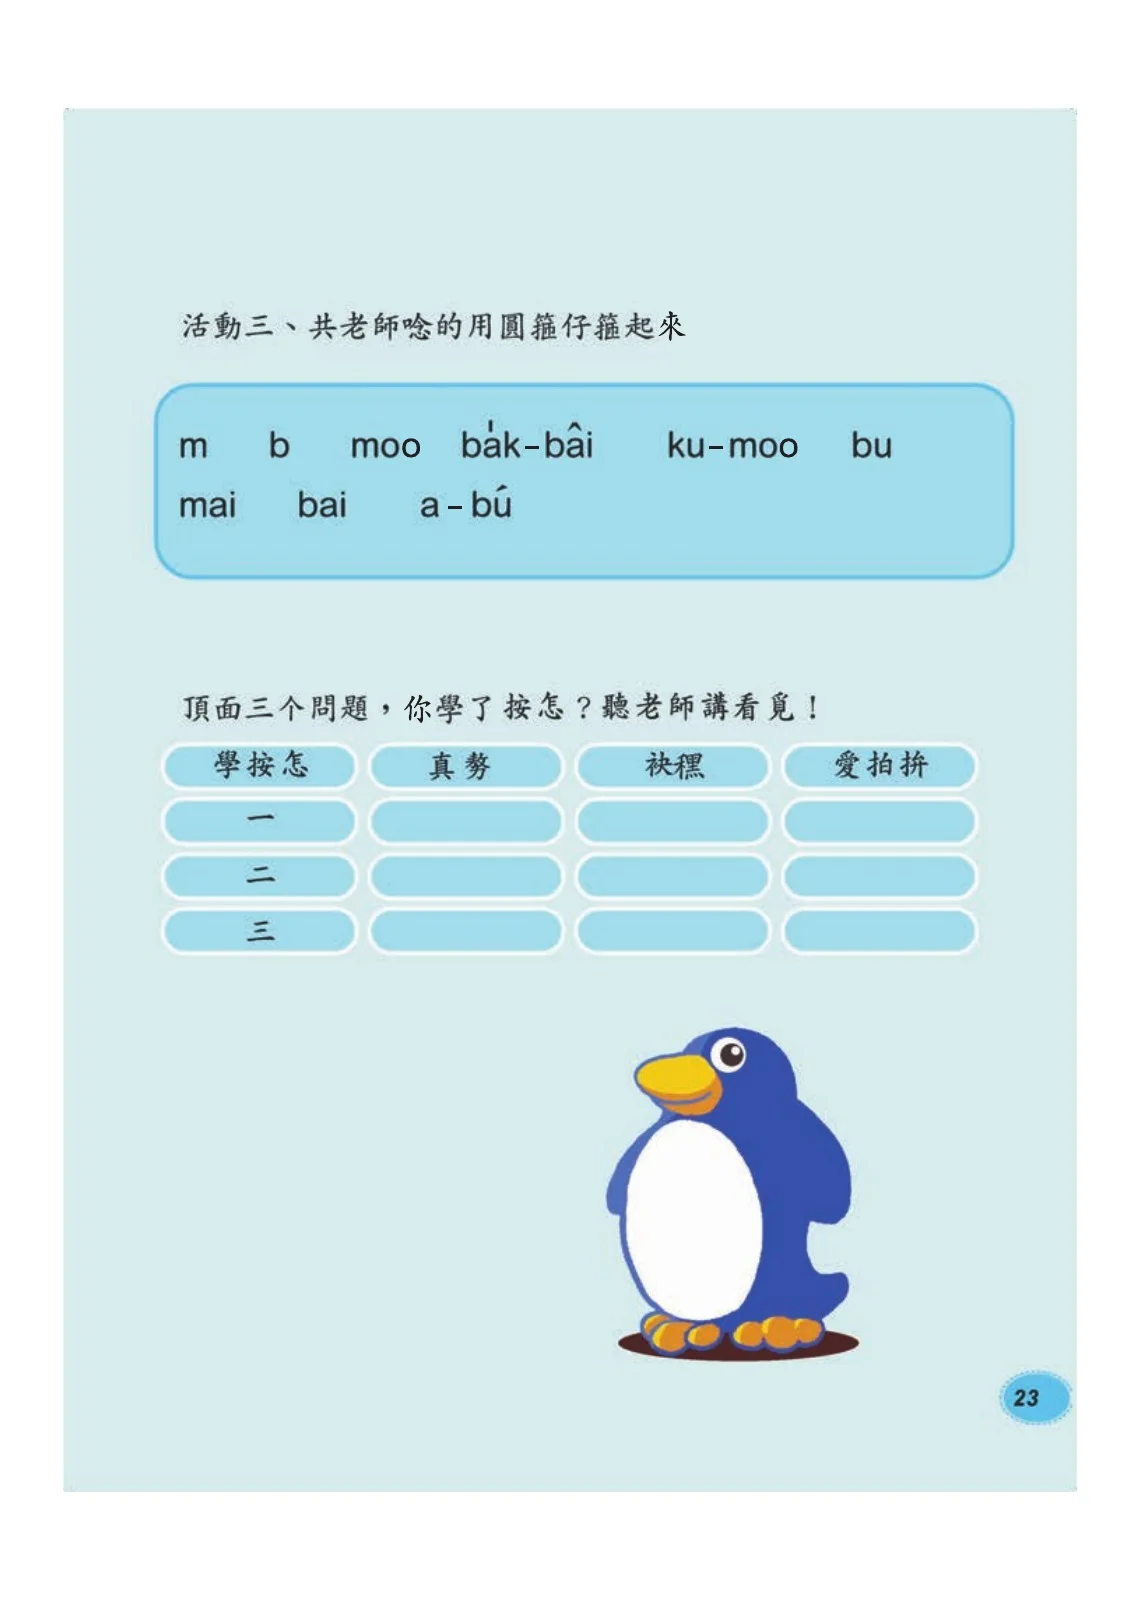 活動三、共老師唸的用圓箍仔箍起來
m b moo ba̍k-bâi ku-moo bu
mai bai a-bú
頂面三个問題，你學了按怎？聽老師講看覓！
學按怎 真勢 袂䆀 愛拍拚
一
二
三
23